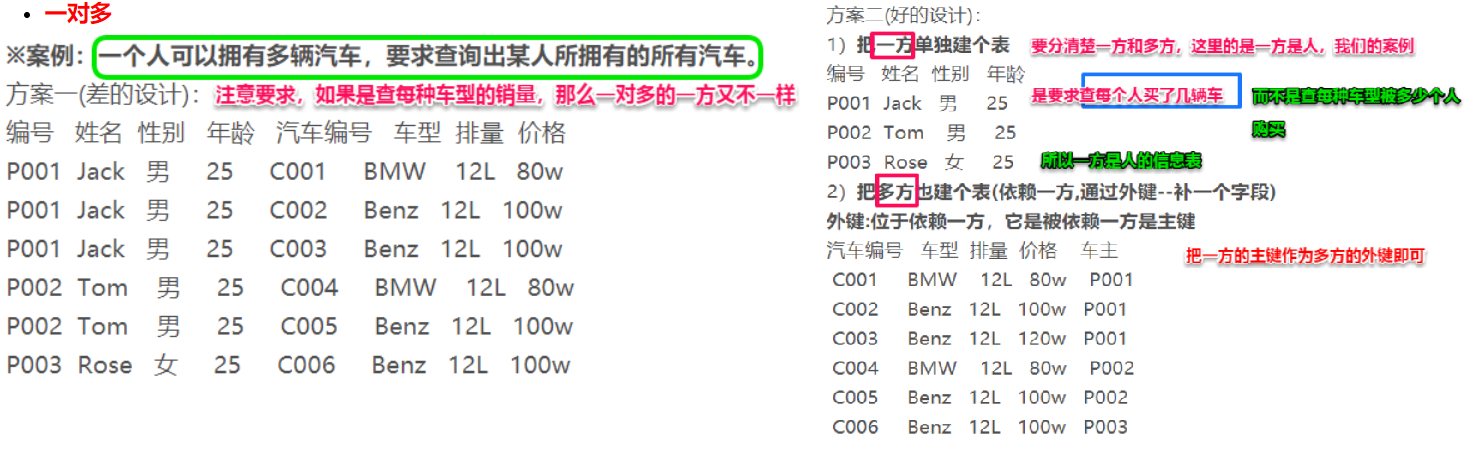 一对多
※案例：一个人可以拥有多辆汽车，要求查询出某人所拥有的所有汽车。
方案一(差的设计)：注意要求，如果是查每种车型的销量，那么一对多的一方又不一样
编号 姓名 性别 年龄 汽车编号 车型 排量 价格
P001 Jack 男 25 C001 BMW 12L 80w
P001 Jack 男 25 C002 Benz 12L 100w
P001 Jack 男 25 C003 Benz 12L 100w
P002 Tom 男 25 C004 BMW 12L 80w
P002 Tom 男 25 C005 Benz 12L 100w
P003 Rose 女 25 C006 Benz 12L 100w
方案二(好的设计)：
1）把一方单独建个表 要分清整一方和多方，这里的是一方是人，我们的案例
编号 姓名 性别 年龄
是要求查每个人买了几辆车 而不是查每种车型被多少个人
P001 Jack 男 25
购买
P002 Tom 男 25
P003 Rose 女 25 所以一方是人的信息表
2）把多方也建个表(依赖一方,通过外键--补一个字段)
外键:位于依赖一方，它是被依赖一方是主键
汽车编号 车型 排量 价格 车主
把一方的主键作为多方的外键即可
C001 BMW 12L 80w P001
C002 Benz 12L 100w P001
C003 Benz 12L 120w P001
C004 BMW 12L 80w P002
C005 Benz 12L 100w P002
C006 Benz 12L 100w P003